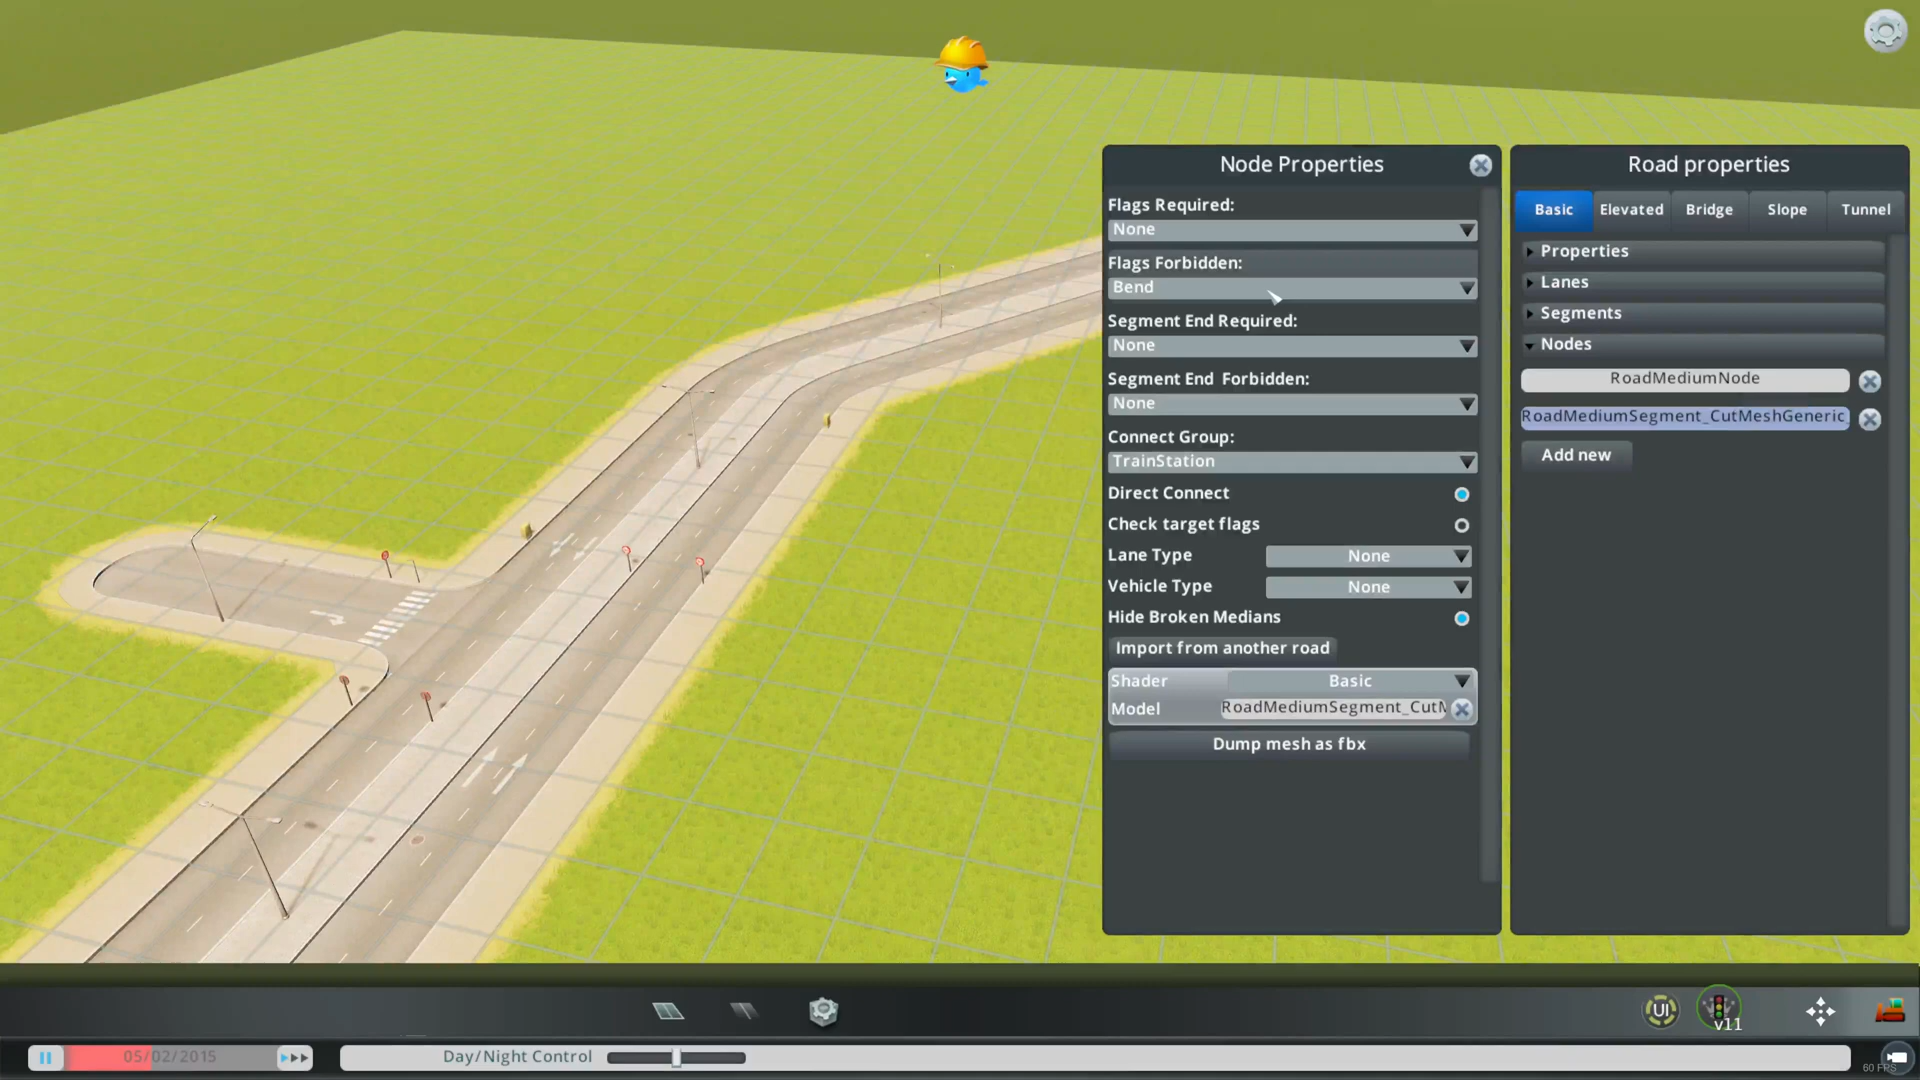 Node Properties
Flags Required:
None
Flags Forbidden:
Bend
Segment End Required:
None
Segment End Forbidden:
None
Connect Group:
TrainStation
Direct Connect
Check target flags
Lane Type None
Vehicle Type None
Hide Broken Medians
Import from another road
Shader Basic
Model RoadMediumSegment_CutM
Dump mesh as fbx
Road properties
Basic Elevated Bridge Slope Tunnel
Properties
Lanes
Segments
Nodes
RoadMediumNode
RoadMediumSegment_CutMeshGeneric_
Add new
UI
v11
05/02/2015
Day/Night Control
60 FPS